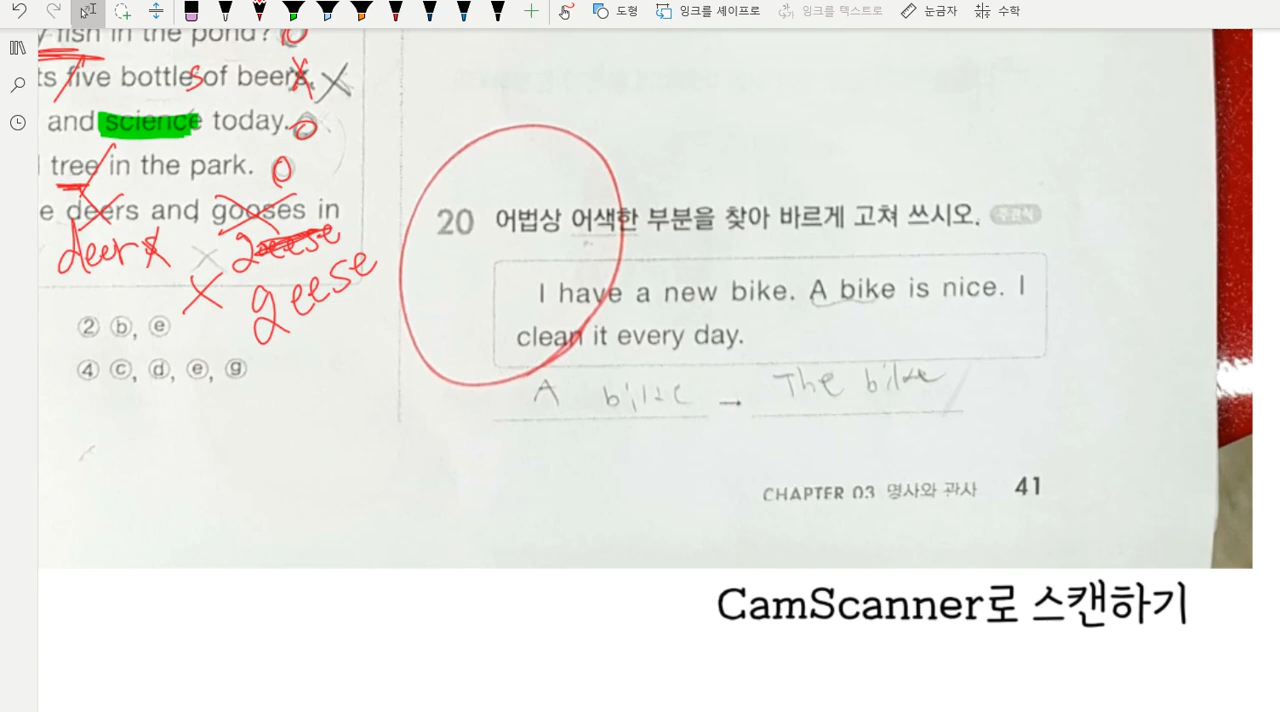 도형
잉크를 셰이프로
잉크를 텍스트로
눈금자
수학
fish in the pond? O
ts five bottles of beers. X
and science today. O
tree in the park. O
e deers and gooses in
deer
geese
X geese
② ⓑ, ⓔ
④ ⓒ, ⓓ, ⓔ, ⓖ
20 어법상 어색한 부분을 찾아 바르게 고쳐 쓰시오. 주관식
I have a new bike. A bike is nice. I
clean it every day.
A bike → The bike
CHAPTER 03 명사와 관사 41
CamScanner로 스캔하기